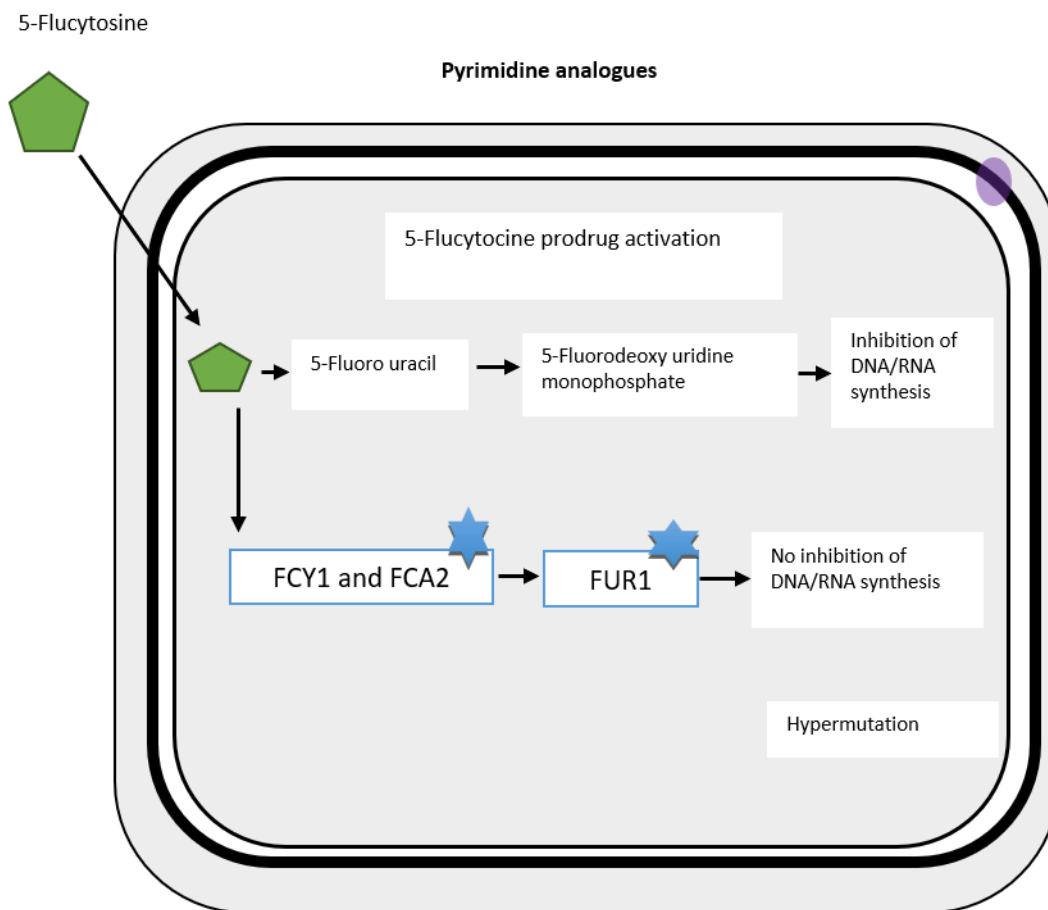 5-Flucytosine
Pyrimidine analogues
5-Flucytocine prodrug activation
5-Fluoro uracil
5-Fluorodeoxy uridine
monophosphate
Inhibition of
DNA/RNA
synthesis
FCY1 and FCA2
FUR1
No inhibition of
DNA/RNA synthesis
Hypermutation